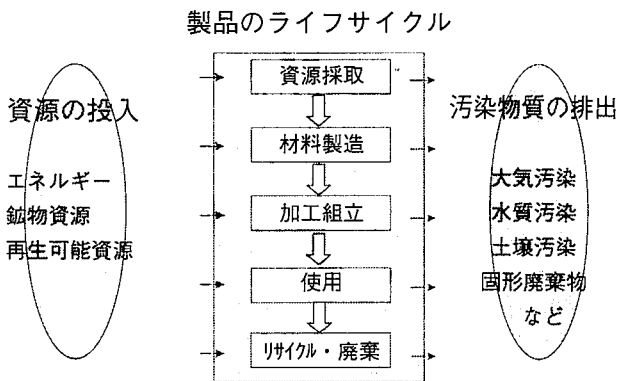 製品のライフサイクル
資源の投入
エネルギー
鉱物資源
再生可能資源
資源採取
材料製造
加工組立
使用
リサイクル・廃棄
汚染物質の排出
大気汚染
水質汚染
土壌汚染
固形廃棄物
など